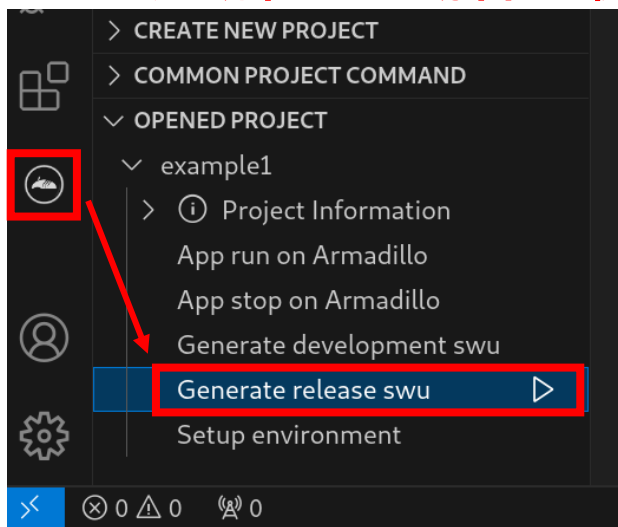 CREATE NEW PROJECT
COMMON PROJECT COMMAND
OPENED PROJECT
example1
Project Information
App run on Armadillo
App stop on Armadillo
Generate development swu
Generate release swu
Setup environment
0 0 0